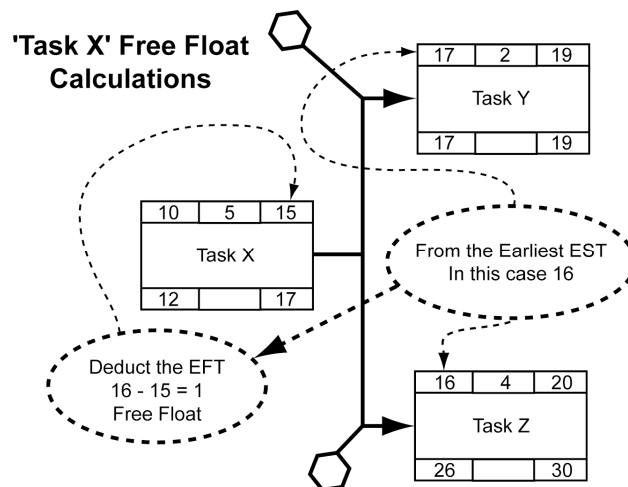 'Task X' Free Float
Calculations
17 2 19
Task Y
17 19
10 5 15
Task X
12 17
From the Earliest EST
In this case 16
Deduct the EFT
16 - 15 = 1
Free Float
16 4 20
Task Z
26 30